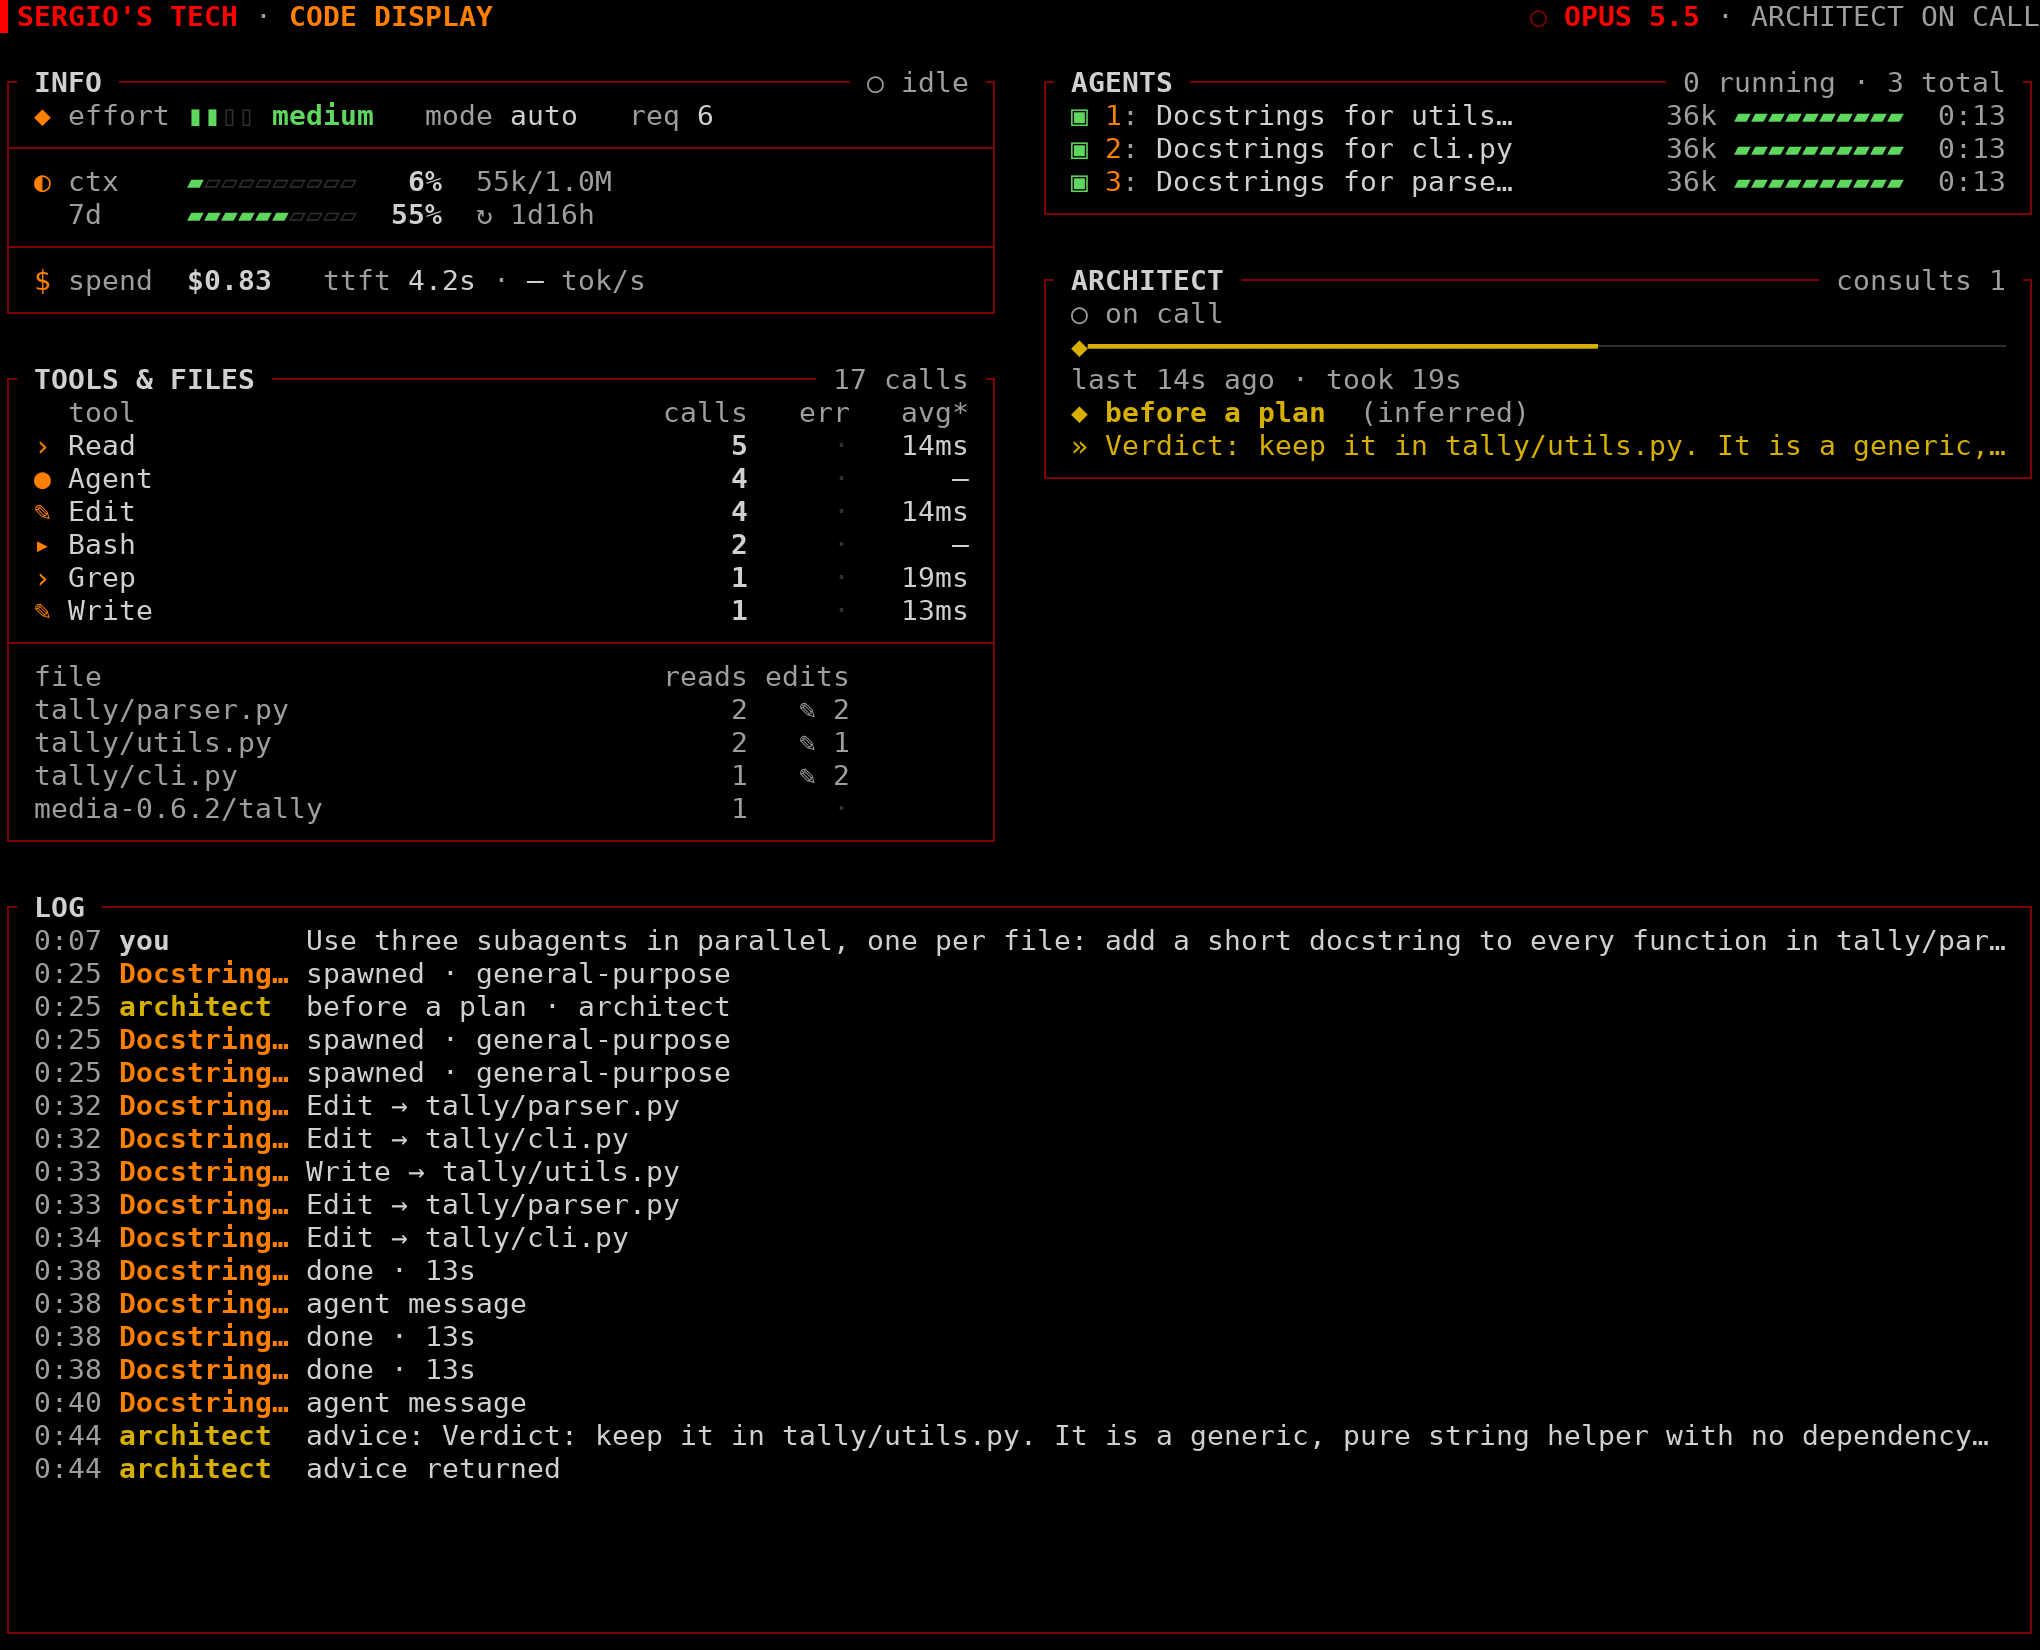 SERGIO'S TECH · CODE DISPLAY
○ OPUS 5.5 · ARCHITECT ON CALL
INFO ○ idle
◆ effort ▮▮▯▯ medium mode auto req 6
◐ ctx ▰▱▱▱▱▱▱▱▱▱ 6% 55k/1.0M
7d ▰▰▰▰▰▰▱▱▱▱ 55% ↻ 1d16h
$ spend $0.83 ttft 4.2s · — tok/s
TOOLS & FILES 17 calls
tool calls err avg*
› Read 5 · 14ms
● Agent 4 · —
✎ Edit 4 · 14ms
▸ Bash 2 · —
› Grep 1 · 19ms
✎ Write 1 · 13ms
file reads edits
tally/parser.py 2 ✎ 2
tally/utils.py 2 ✎ 1
tally/cli.py 1 ✎ 2
media-0.6.2/tally 1 ·
AGENTS 0 running · 3 total
▣ 1: Docstrings for utils… 36k ▰▰▰▰▰▰▰▰▰▰ 0:13
▣ 2: Docstrings for cli.py 36k ▰▰▰▰▰▰▰▰▰▰ 0:13
▣ 3: Docstrings for parse… 36k ▰▰▰▰▰▰▰▰▰▰ 0:13
ARCHITECT consults 1
○ on call
last 14s ago · took 19s
◆ before a plan (inferred)
» Verdict: keep it in tally/utils.py. It is a generic,…
LOG
0:07 you Use three subagents in parallel, one per file: add a short docstring to every function in tally/par…
0:25 Docstring… spawned · general-purpose
0:25 architect before a plan · architect
0:25 Docstring… spawned · general-purpose
0:25 Docstring… spawned · general-purpose
0:32 Docstring… Edit → tally/parser.py
0:32 Docstring… Edit → tally/cli.py
0:33 Docstring… Write → tally/utils.py
0:33 Docstring… Edit → tally/parser.py
0:34 Docstring… Edit → tally/cli.py
0:38 Docstring… done · 13s
0:38 Docstring… agent message
0:38 Docstring… done · 13s
0:38 Docstring… done · 13s
0:40 Docstring… agent message
0:44 architect advice: Verdict: keep it in tally/utils.py. It is a generic, pure string helper with no dependency…
0:44 architect advice returned